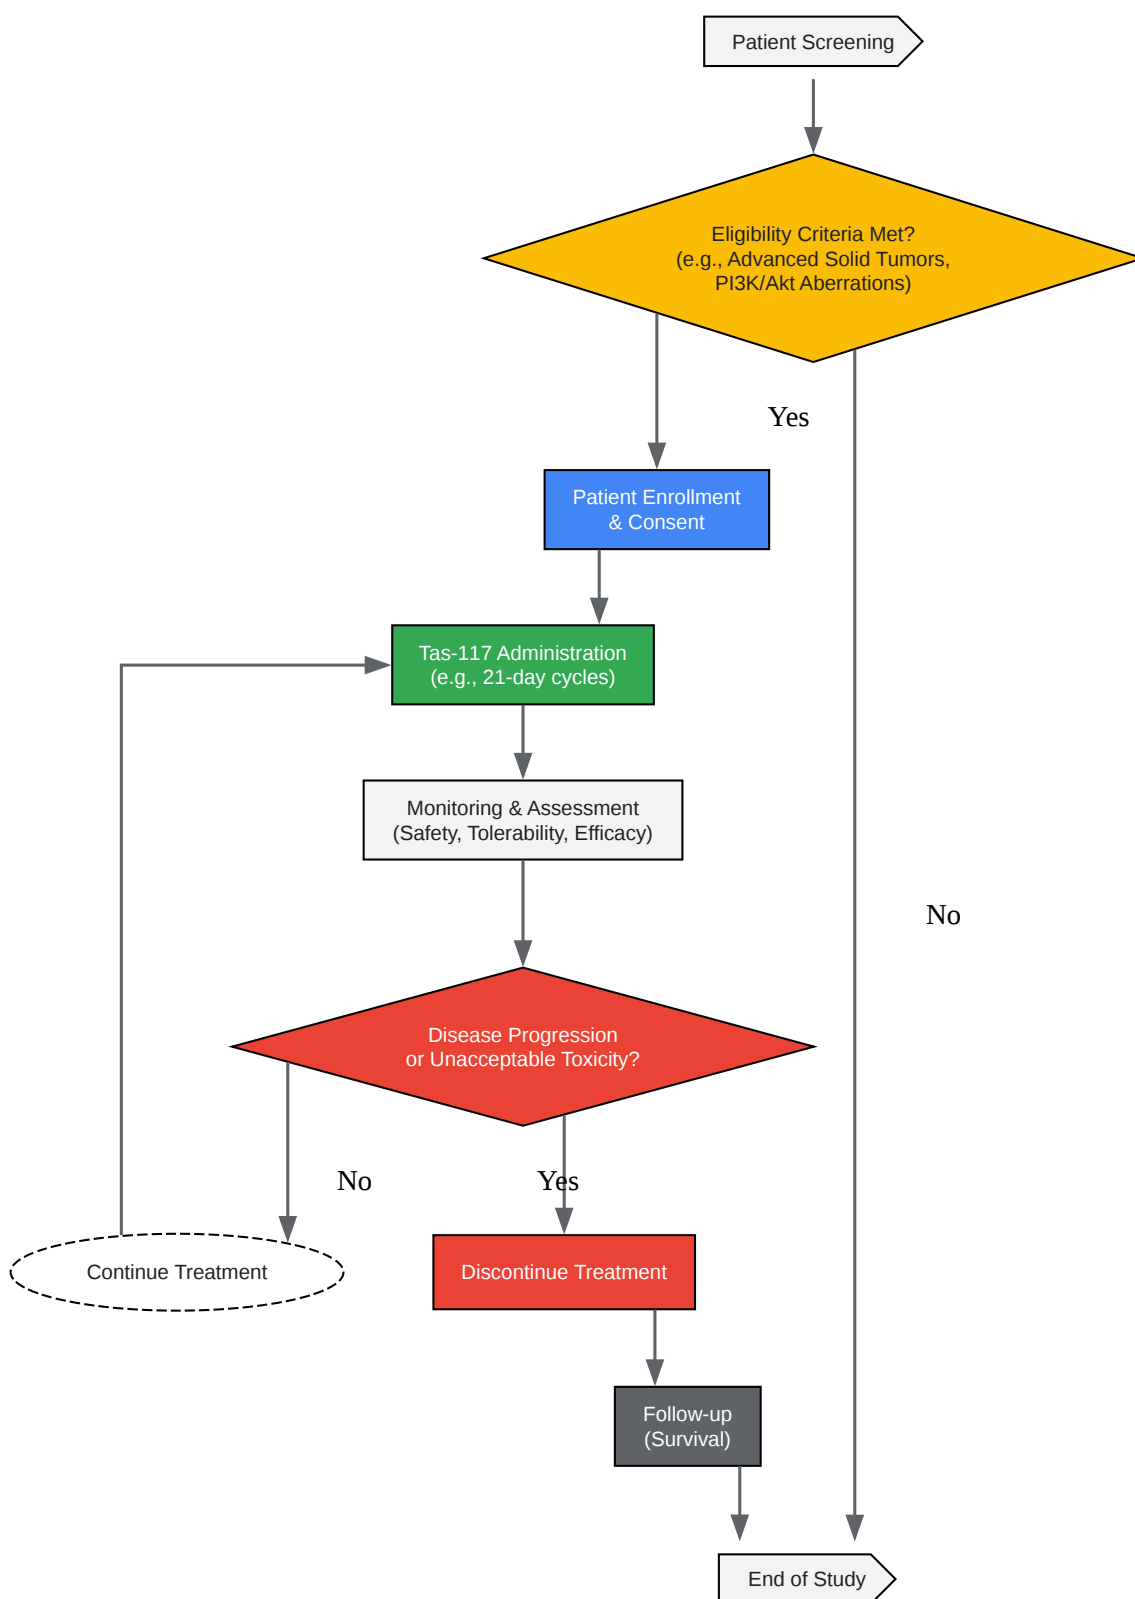 Patient Screening
Eligibility Criteria Met?
(e.g., Advanced Solid Tumors,
PI3K/Akt Aberrations)
Yes
Patient Enrollment
& Consent
Tas-117 Administration
(e.g., 21-day cycles)
Monitoring & Assessment
(Safety, Tolerability, Efficacy)
No
Disease Progression
or Unacceptable Toxicity?
No
Yes
Continue Treatment
Discontinue Treatment
Follow-up
(Survival)
End of Study